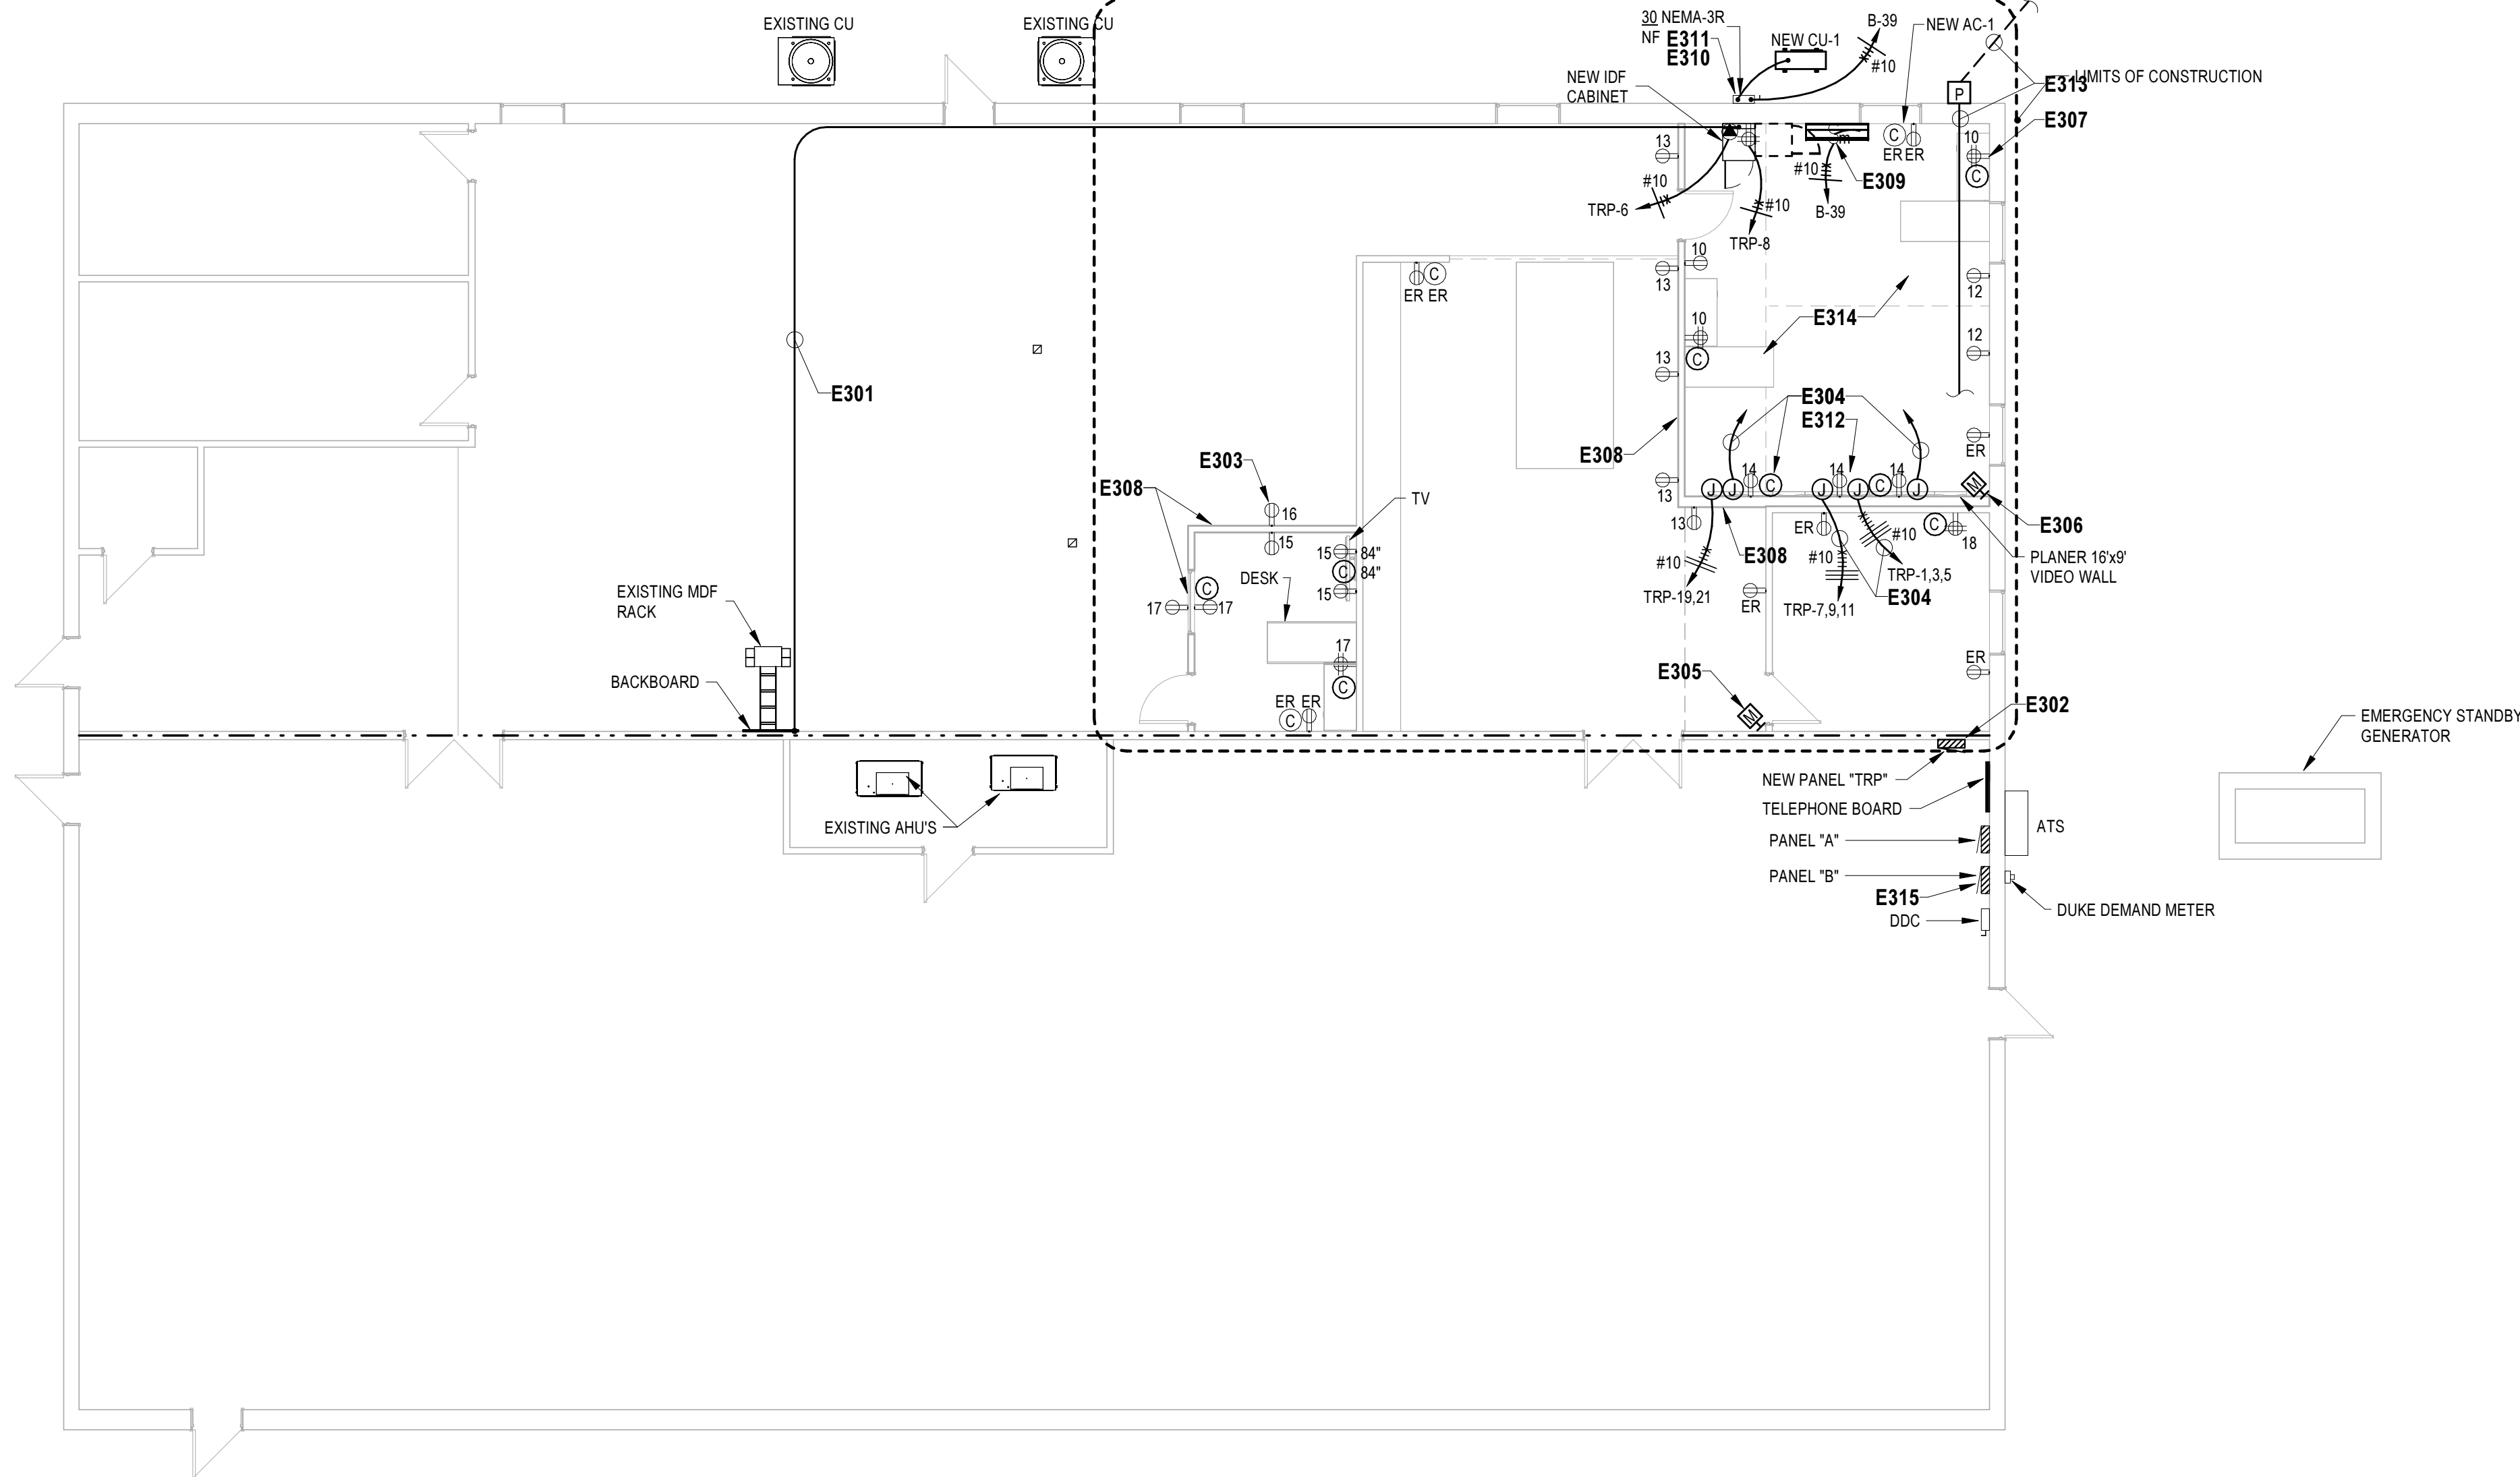 EXISTING CU
EXISTING CU
30 NEMA-3R
NF E311
E310
NEW CU-1
B-39
#10
NEW AC-1
NEW IDF
CABINET
LIMITS OF CONSTRUCTION
E313
P
E307
13
C
ER ER
10
C
m
#10
E309
#10
TRP-6
#10
B-39
TRP-8
10
13
C
ER ER
12
10
C
E314
12
13
E301
E304
E312
ER
E308
E303
14
14
14
J
J
C
J
J
C
J
M
13
E308
TV
16
15
13
ER
C
18
E306
15
84"
C
84"
15
#10
E308
#10
#10
PLANER 16'x9'
VIDEO WALL
TRP-1,3,5
DESK
C
17
17
EXISTING MDF
RACK
TRP-19,21
ER
TRP-7,9,11
E304
17
C
ER
E305
BACKBOARD
ER ER
C
M
E302
EMERGENCY STANDBY
GENERATOR
NEW PANEL "TRP"
TELEPHONE BOARD
EXISTING AHU'S
ATS
PANEL "A"
PANEL "B"
E315
DDC
DUKE DEMAND METER